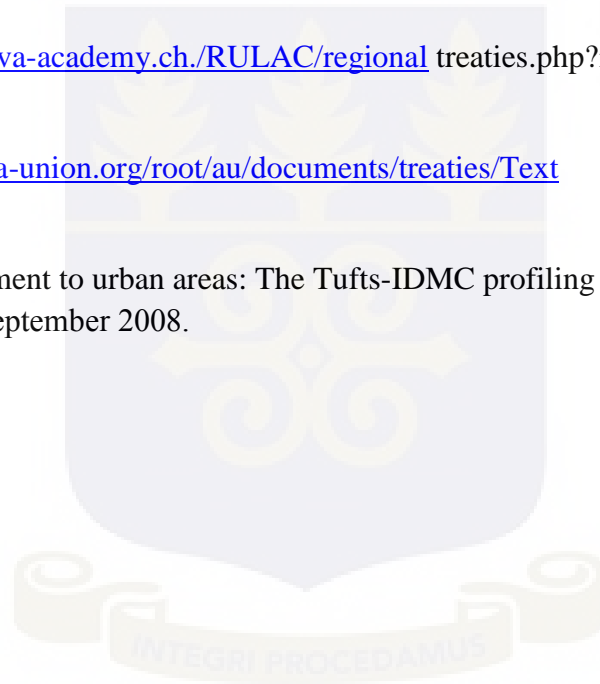 va-academy.ch./RULAC/regional treaties.php?
a-union.org/root/au/documents/treaties/Text
ment to urban areas: The Tufts-IDMC profiling
eptember 2008.
INTEGRI PROCEDAMUS